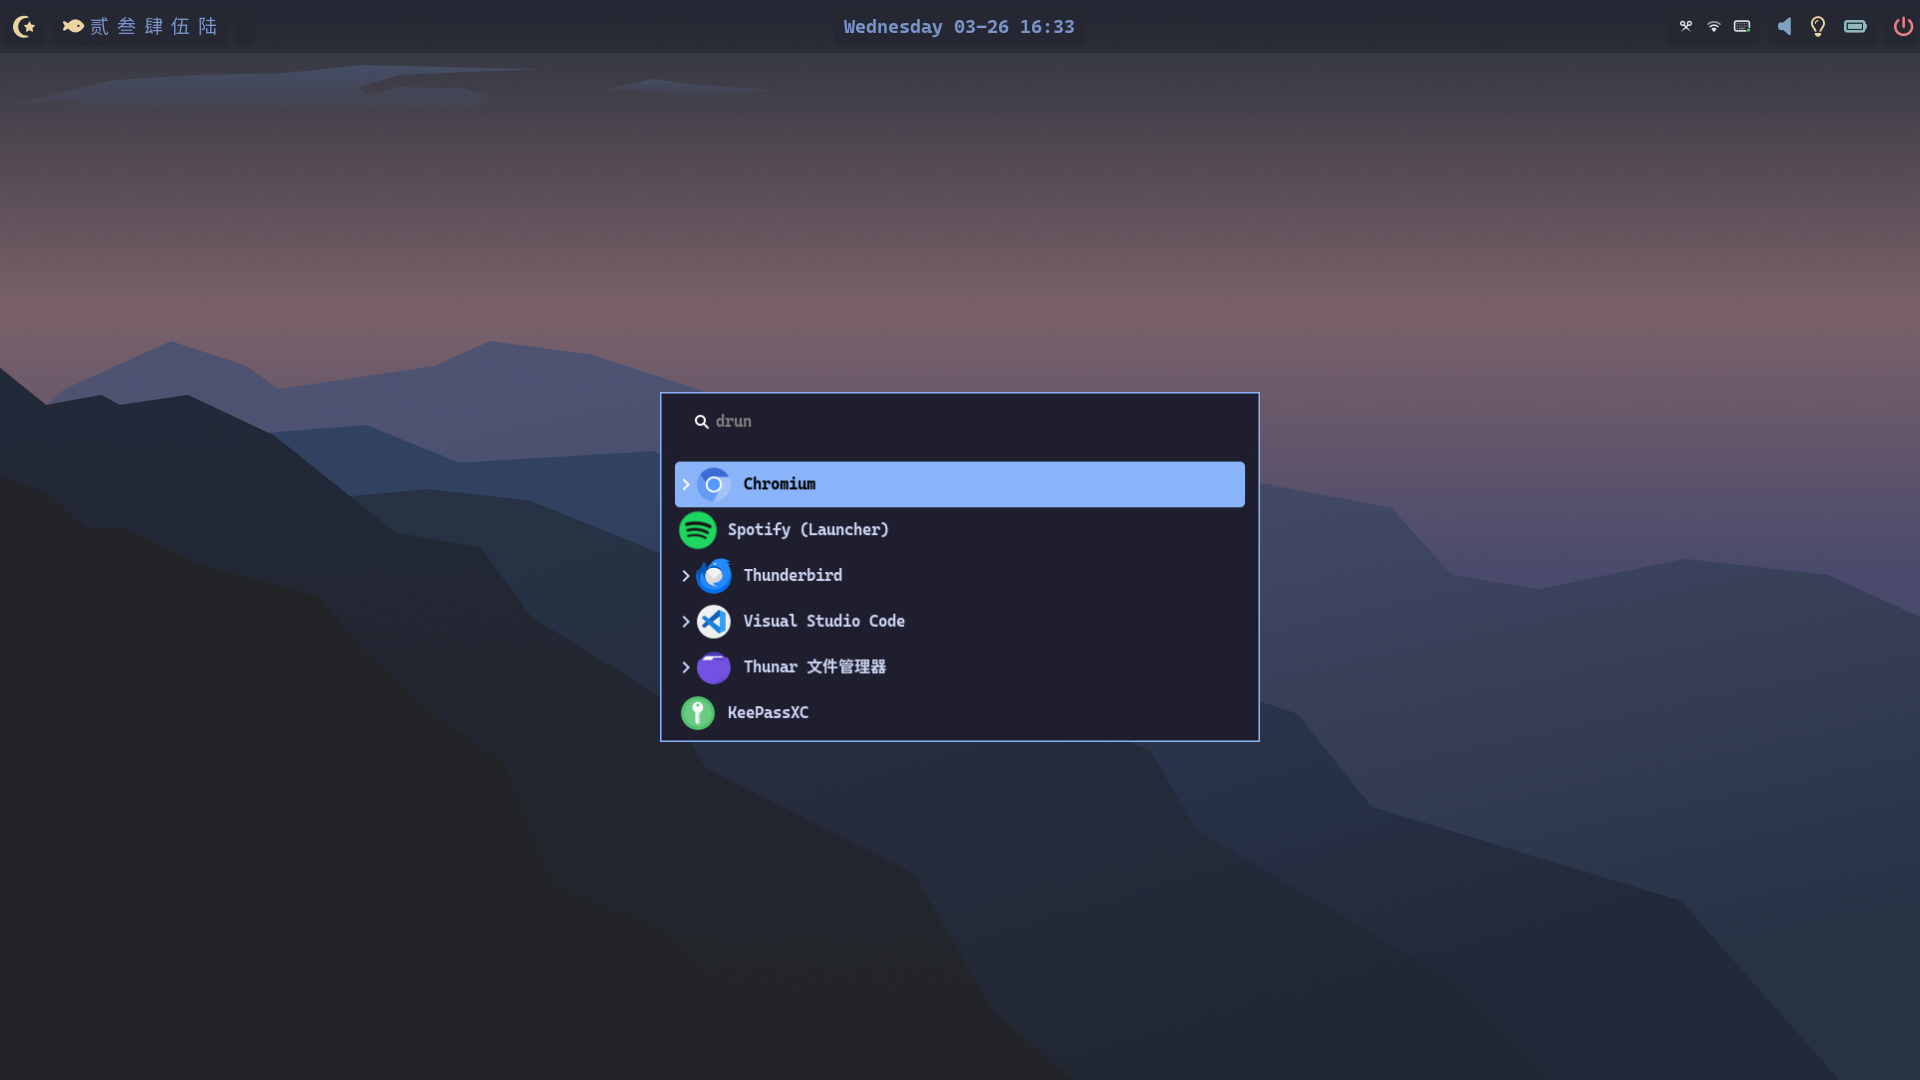 贰 叁 肆 伍 陆
Wednesday 03-26 16:33
drun
Chromium
Spotify (Launcher)
Thunderbird
Visual Studio Code
Thunar 文件管理器
KeePassXC